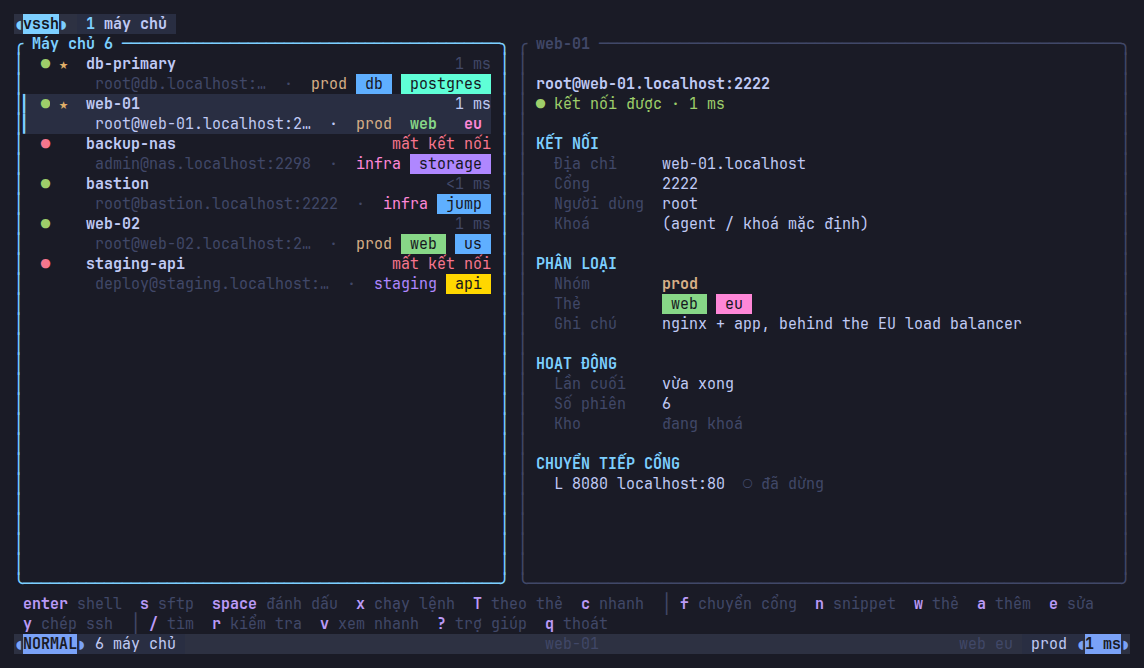 vssh 1 máy chủ
Máy chủ 6
● ★ db-primary 1 ms
root@db.localhost:… · prod db postgres
● ★ web-01 1 ms
root@web-01.localhost:2… · prod web eu
● backup-nas mất kết nối
admin@nas.localhost:2298 · infra storage
● bastion <1 ms
root@bastion.localhost:2222 · infra jump
● web-02 1 ms
root@web-02.localhost:2… · prod web us
● staging-api mất kết nối
deploy@staging.localhost:… · staging api
web-01
root@web-01.localhost:2222
● kết nối được · 1 ms
KẾT NỐI
Địa chỉ web-01.localhost
Cổng 2222
Người dùng root
Khoá (agent / khoá mặc định)
PHÂN LOẠI
Nhóm prod
Thẻ web eu
Ghi chú nginx + app, behind the EU load balancer
HOẠT ĐỘNG
Lần cuối vừa xong
Số phiên 6
Kho đang khoá
CHUYỂN TIẾP CỔNG
L 8080 localhost:80 ○ đã dừng
enter shell s sftp space đánh dấu x chạy lệnh T theo thẻ c nhanh │ f chuyển cổng n snippet w thẻ a thêm e sửa
y chép ssh │ / tìm r kiểm tra v xem nhanh ? trợ giúp q thoát
NORMAL 6 máy chủ web-01 web eu prod 1 ms